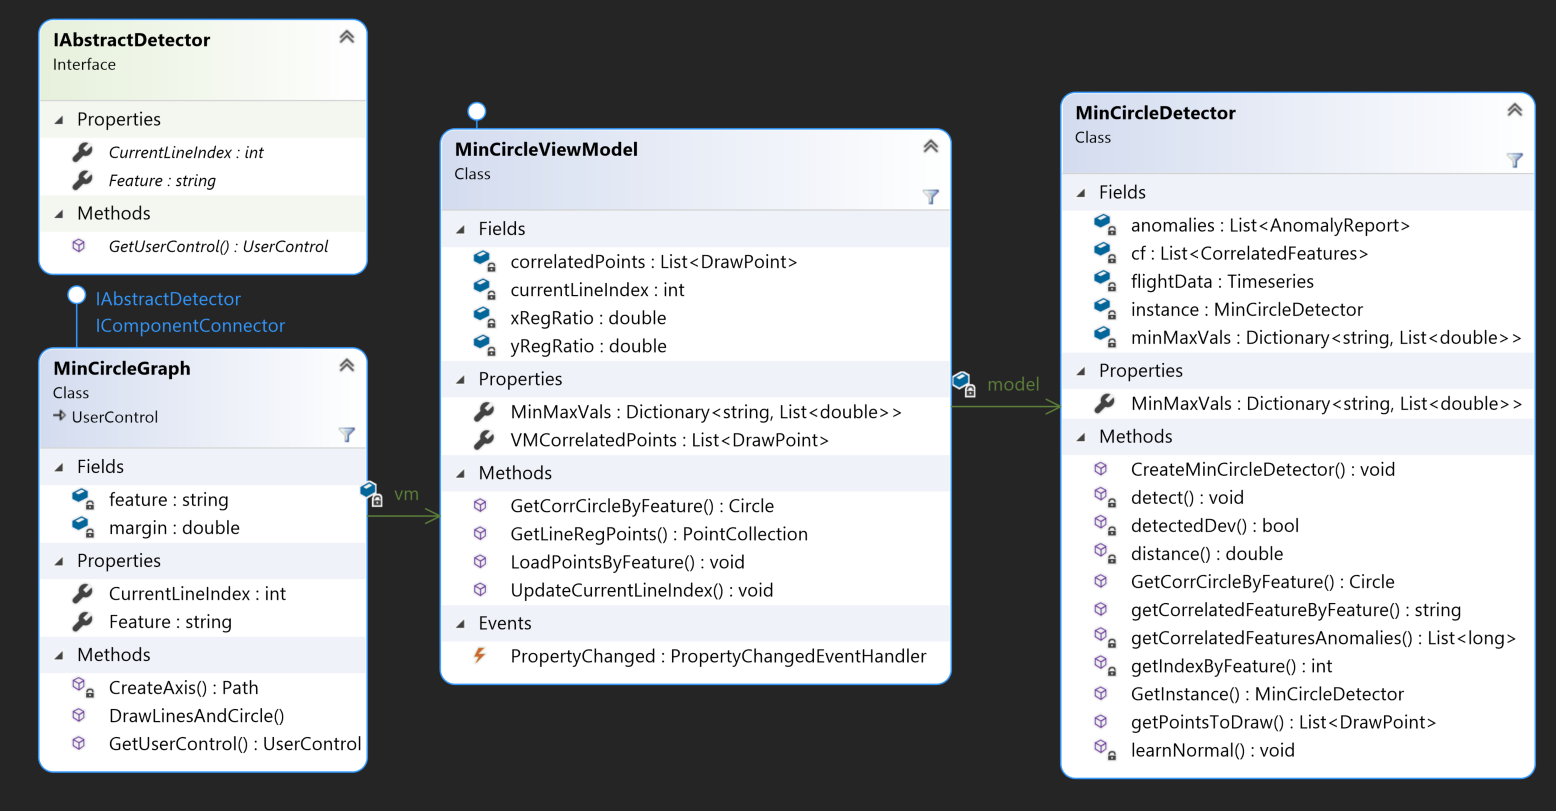 IAbstractDetector
Interface
Properties
CurrentLineIndex : int
Feature : string
Methods
GetUserControl() : UserControl
IAbstractDetector
IComponentConnector
MinCircleGraph
Class
UserControl
Fields
feature : string
margin : double
Properties
CurrentLineIndex : int
Feature : string
Methods
CreateAxis() : Path
DrawLinesAndCircle()
GetUserControl() : UserControl
vm
MinCircleViewModel
Class
Fields
correlatedPoints : List<DrawPoint>
currentLineIndex : int
xRegRatio : double
yRegRatio : double
Properties
MinMaxVals : Dictionary<string, List<double>>
VMCorrelatedPoints : List<DrawPoint>
Methods
GetCorrCircleByFeature() : Circle
GetLineRegPoints() : PointCollection
LoadPointsByFeature() : void
UpdateCurrentLineIndex() : void
Events
PropertyChanged : PropertyChangedEventHandler
model
MinCircleDetector
Class
Fields
anomalies : List<AnomalyReport>
cf : List<CorrelatedFeatures>
flightData : Timeseries
instance : MinCircleDetector
minMaxVals : Dictionary<string, List<double>>
Properties
MinMaxVals : Dictionary<string, List<double>>
Methods
CreateMinCircleDetector() : void
detect() : void
detectedDev() : bool
distance() : double
GetCorrCircleByFeature() : Circle
getCorrelatedFeatureByFeature() : string
getCorrelatedFeaturesAnomalies() : List<long>
getIndexByFeature() : int
GetInstance() : MinCircleDetector
getPointsToDraw() : List<DrawPoint>
learnNormal() : void